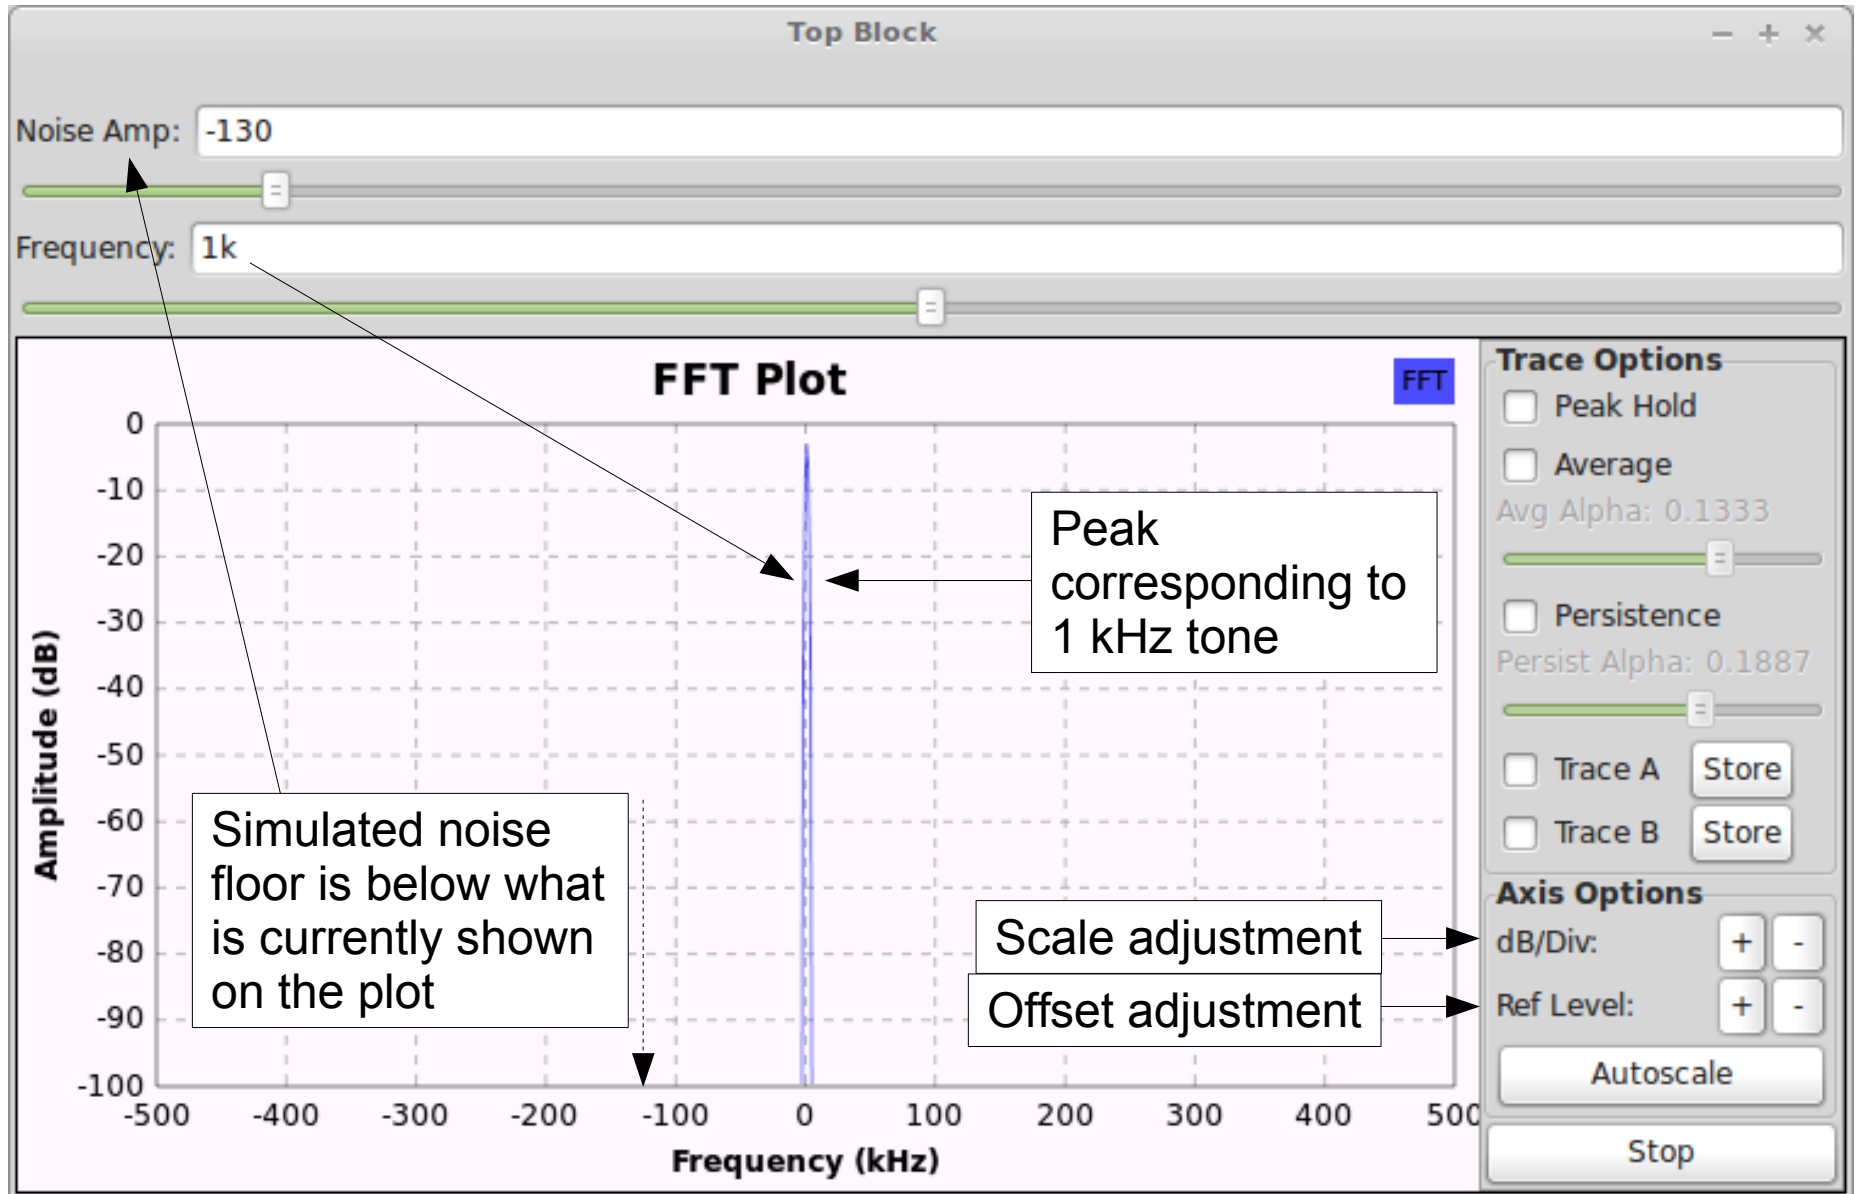 Top Block
Noise Amp: -130
Frequency: 1k
FFT Plot
FFT
0
-10
-20
-30
-40
-50
-60
-70
-80
-90
-100
Amplitude (dB)
-500 -400 -300 -200 -100 0 100 200 300 400 500
Frequency (kHz)
Peak
corresponding to
1 kHz tone
Simulated noise
floor is below what
is currently shown
on the plot
Scale adjustment
Offset adjustment
Trace Options
Peak Hold
Average
Avg Alpha: 0.1333
Persistence
Persist Alpha: 0.1887
Trace A Store
Trace B Store
Axis Options
dB/Div: + -
Ref Level: + -
Autoscale
Stop